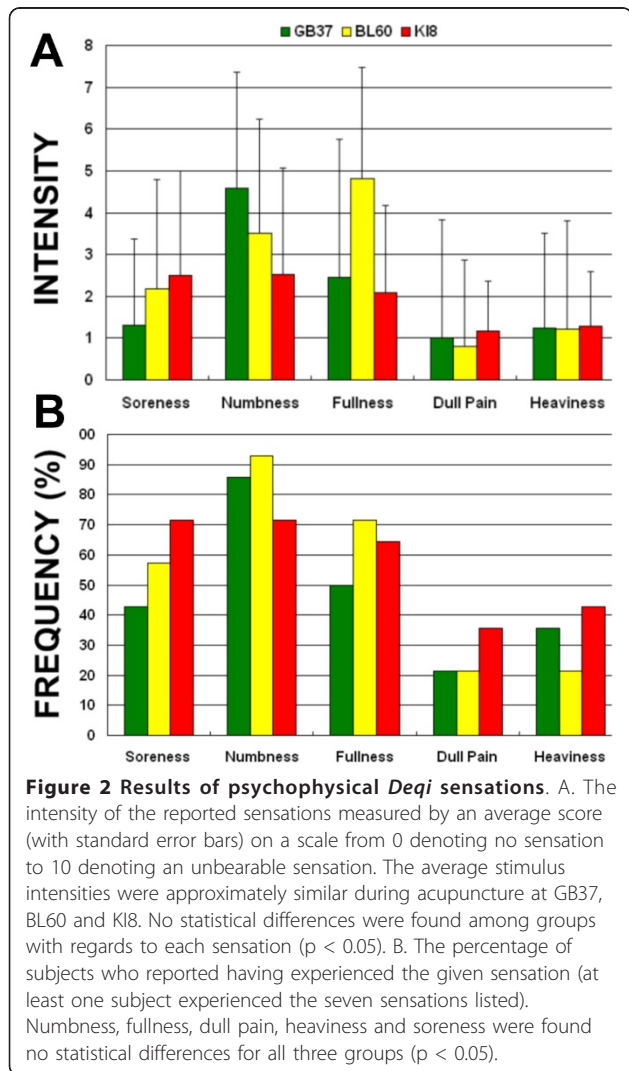 GB37 BL60 KI8
A
INTENSITY
8
7
6
5
4
3
2
1
0
Soreness Numbness Fullness Dull Pain Heaviness
B
FREQUENCY (%)
00
90
80
70
60
50
40
30
20
10
0
Soreness Numbness Fullness Dull Pain Heaviness
Figure 2 Results of psychophysical Deqi sensations. A. The
intensity of the reported sensations measured by an average score
(with standard error bars) on a scale from 0 denoting no sensation
to 10 denoting an unbearable sensation. The average stimulus
intensities were approximately similar during acupuncture at GB37,
BL60 and KI8. No statistical differences were found among groups
with regards to each sensation (p < 0.05). B. The percentage of
subjects who reported having experienced the given sensation (at
least one subject experienced the seven sensations listed).
Numbness, fullness, dull pain, heaviness and soreness were found
no statistical differences for all three groups (p < 0.05).